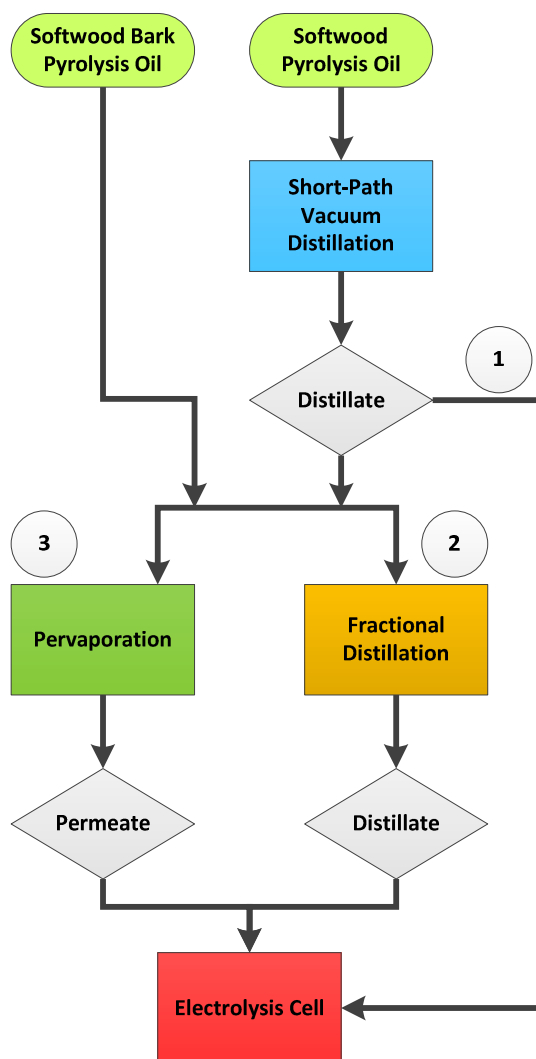 Softwood Bark
Pyrolysis Oil
Softwood
Pyrolysis Oil
Short-Path
Vacuum
Distillation
1
Distillate
3
2
Pervaporation
Fractional
Distillation
Permeate
Distillate
Electrolysis Cell